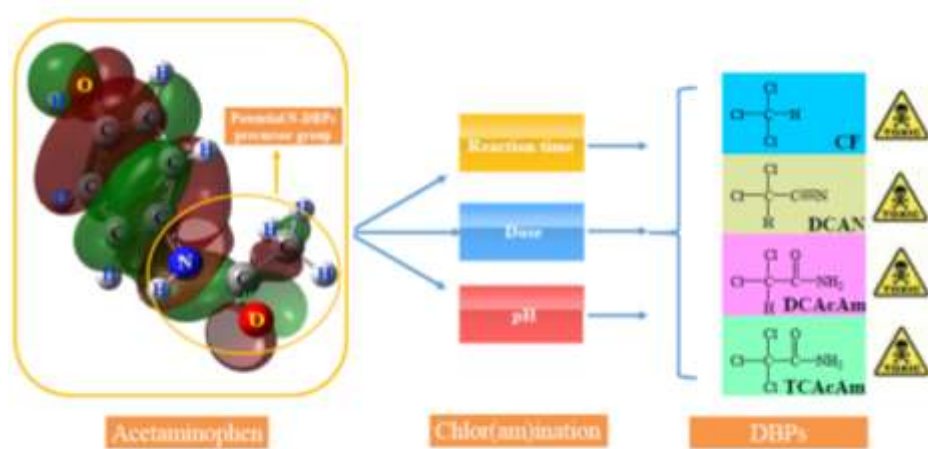 Potential N-DBPs
precursor group
H
O
H
C
C
H
C
C
C
H
N
H
C
O
C
H
H
H
Reaction time
Dose
pH
Cl
Cl
H
Cl
CF
TOXIC
Cl
Cl
C
N
H
DCAN
TOXIC
Cl
O
Cl
NH₂
H
DCAcAm
TOXIC
Cl
O
Cl
NH₂
Cl
TCAcAm
TOXIC
Acetaminophen
Chlor(am)ination
DBPs